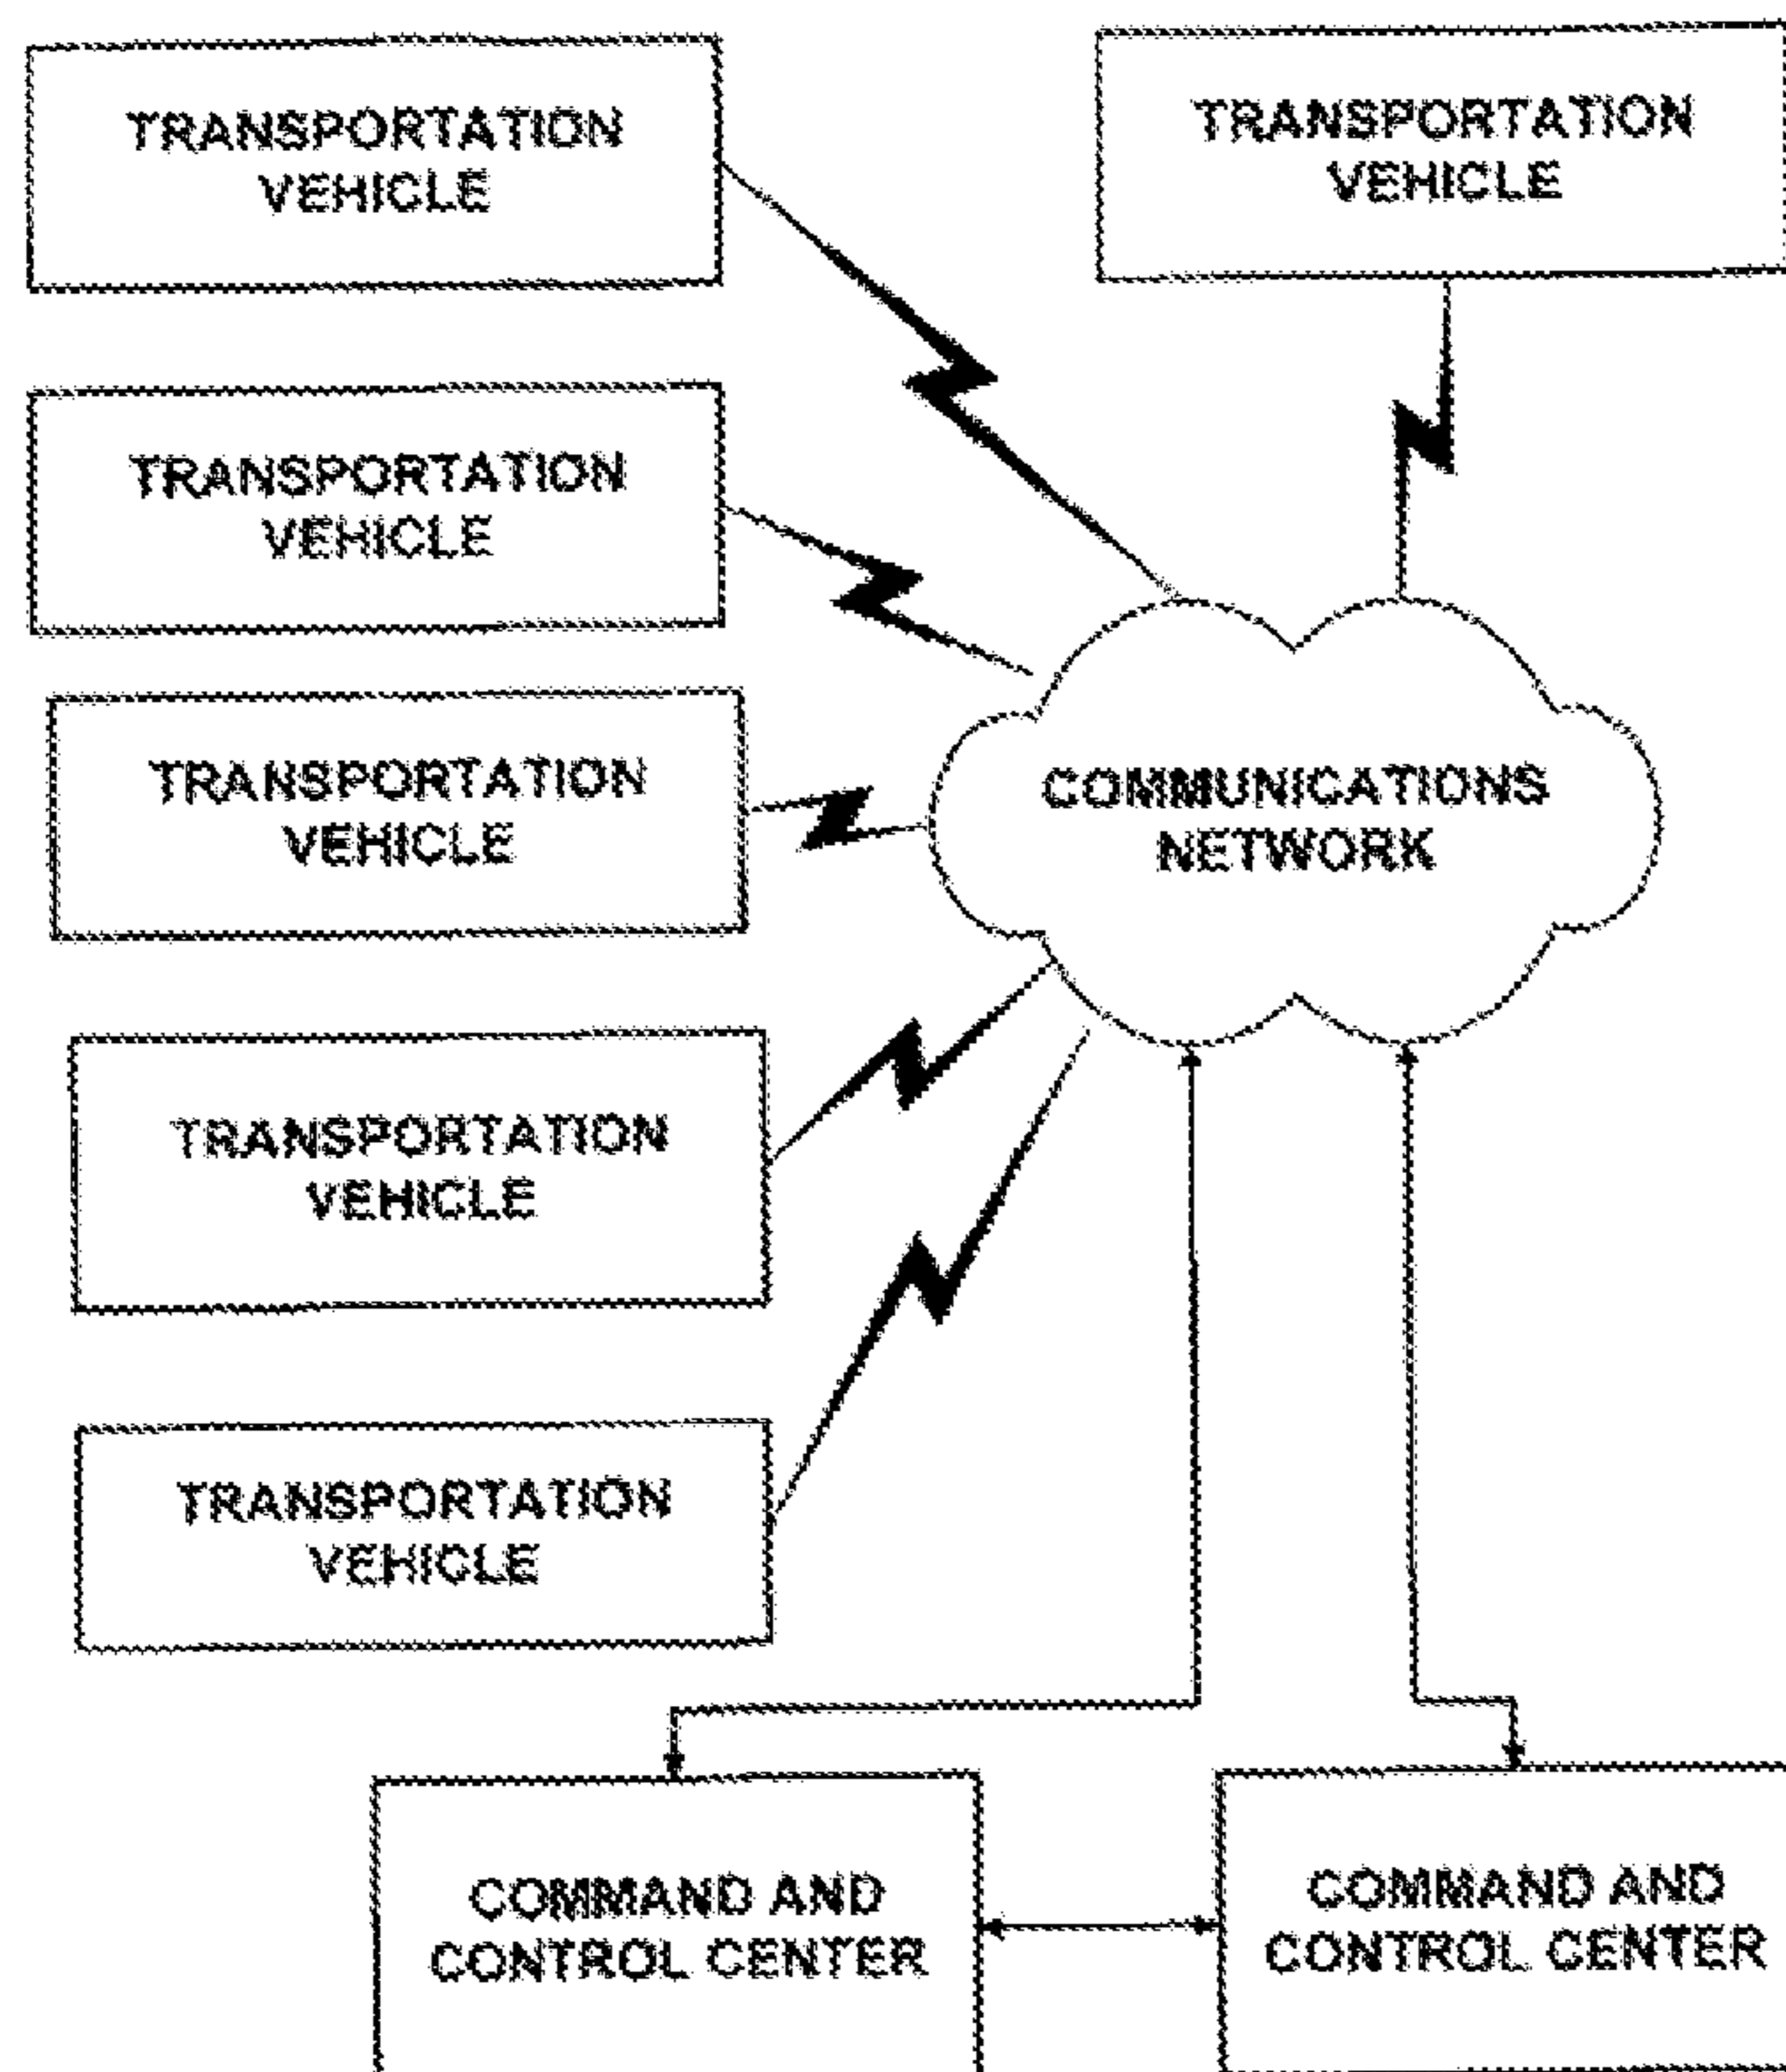 TRANSPORTATION
VEHICLE
TRANSPORTATION
VEHICLE
TRANSPORTATION
VEHICLE
TRANSPORTATION
VEHICLE
COMMUNICATIONS
NETWORK
TRANSPORTATION
VEHICLE
TRANSPORTATION
VEHICLE
COMMAND AND
CONTROL CENTER
COMMAND AND
CONTROL CENTER